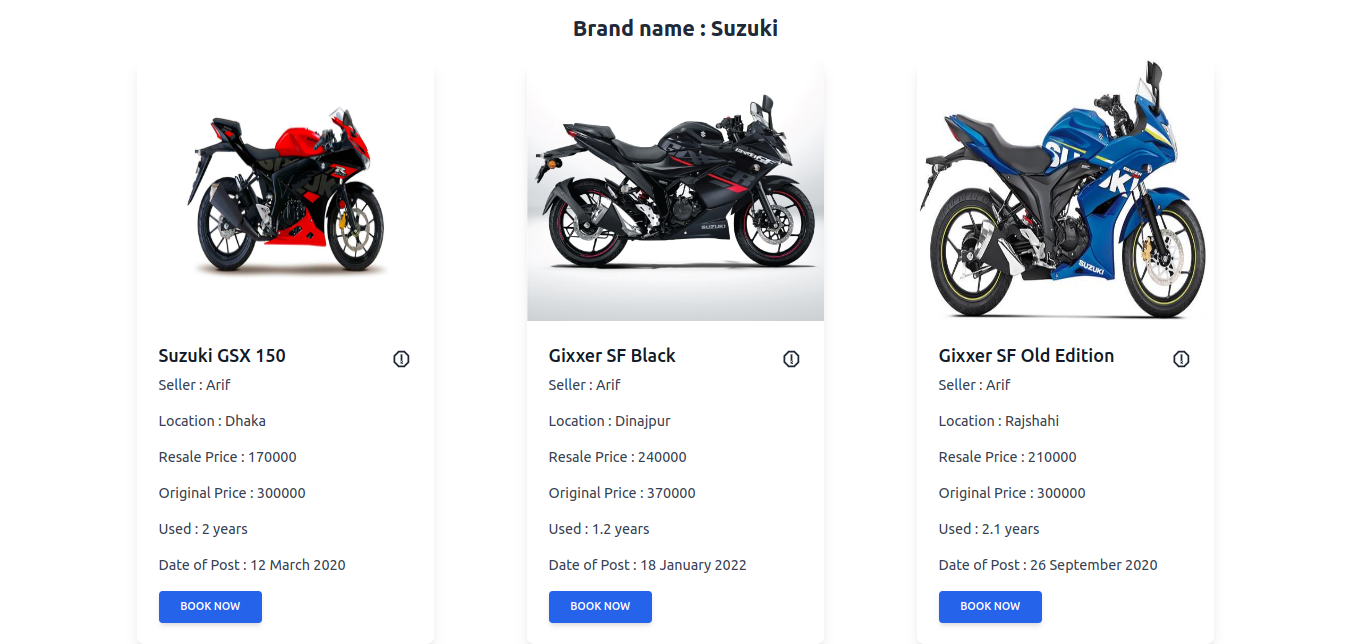 Brand name : Suzuki
SUZUKI
SUZUKI
Suzuki GSX 150
Seller : Arif
Location : Dhaka
Resale Price : 170000
Original Price : 300000
Used : 2 years
Date of Post : 12 March 2020
BOOK NOW
Gixxer SF Black
Seller : Arif
Location : Dinajpur
Resale Price : 240000
Original Price : 370000
Used : 1.2 years
Date of Post : 18 January 2022
BOOK NOW
Gixxer SF Old Edition
Seller : Arif
Location : Rajshahi
Resale Price : 210000
Original Price : 300000
Used : 2.1 years
Date of Post : 26 September 2020
BOOK NOW